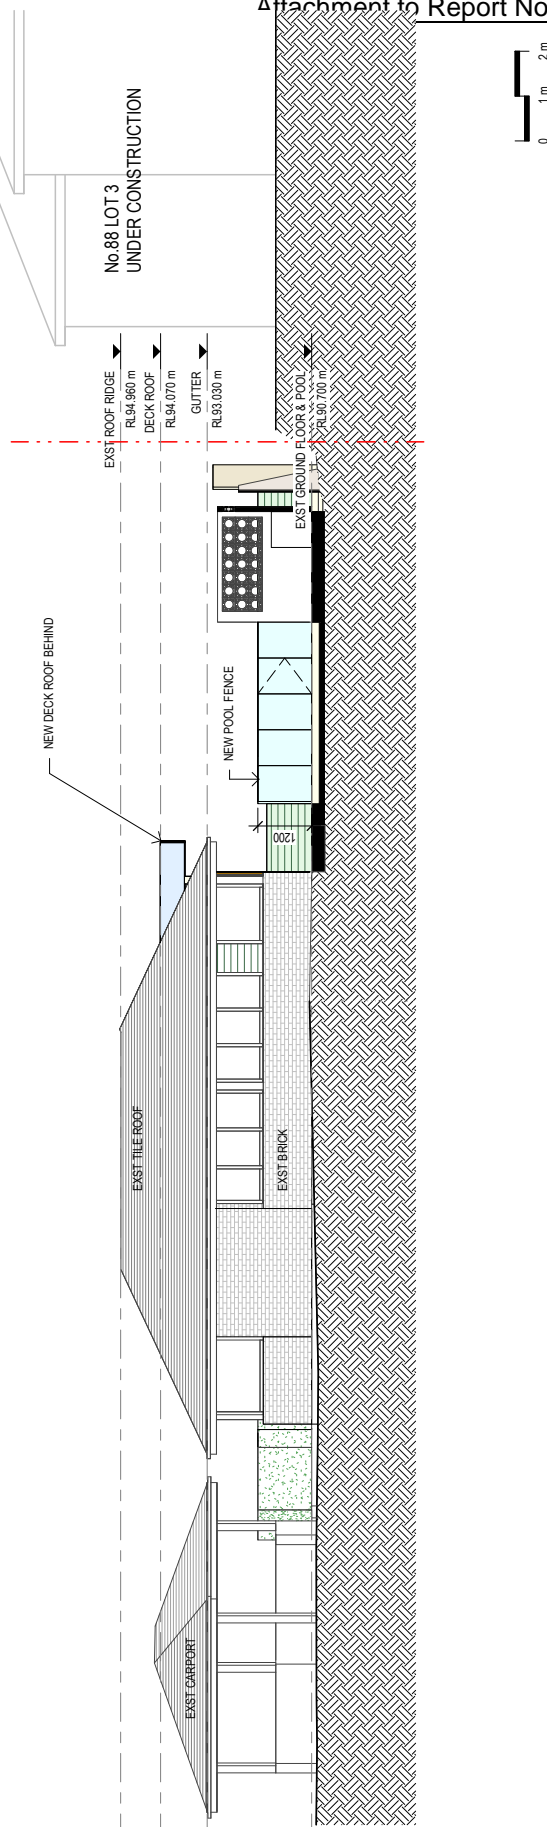 Attachment to Report No
0
1 m
2 m
No.88 LOT 3
UNDER CONSTRUCTION
EXST ROOF RIDGE
RL94.960 m
DECK ROOF
RL94.070 m
GUTTER
RL93.030 m
EXST GROUND FLOOR & POOL
RL90.700 m
NEW DECK ROOF BEHIND
NEW POOL FENCE
1200
EXST TILE ROOF
EXST BRICK
EXST CARPORT